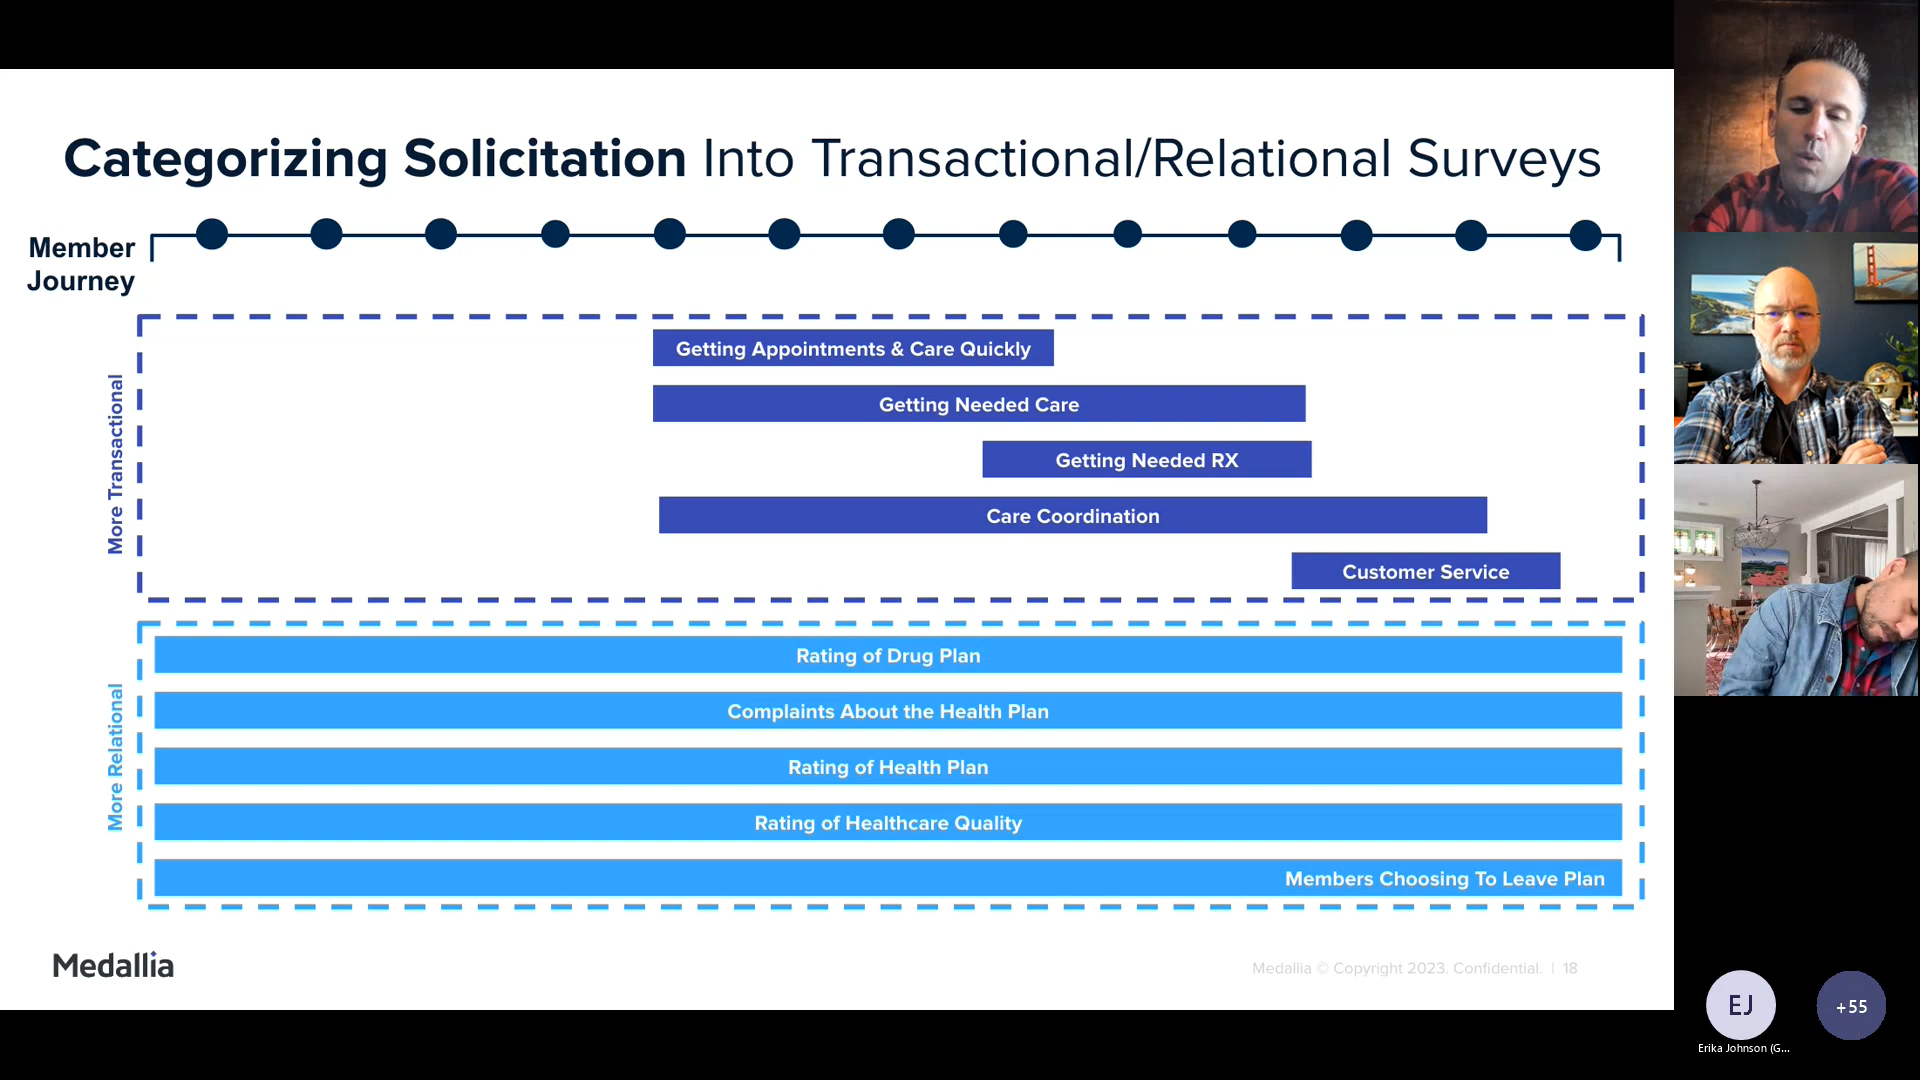 Categorizing Solicitation Into Transactional/Relational Surveys
Member
Journey
More Transactional
Getting Appointments & Care Quickly
Getting Needed Care
Getting Needed RX
Care Coordination
Customer Service
More Relational
Rating of Drug Plan
Complaints About the Health Plan
Rating of Health Plan
Rating of Healthcare Quality
Members Choosing To Leave Plan
Medallia
Medallia © Copyright 2023. Confidential. | 18
EJ
+55
Erika Johnson (G...